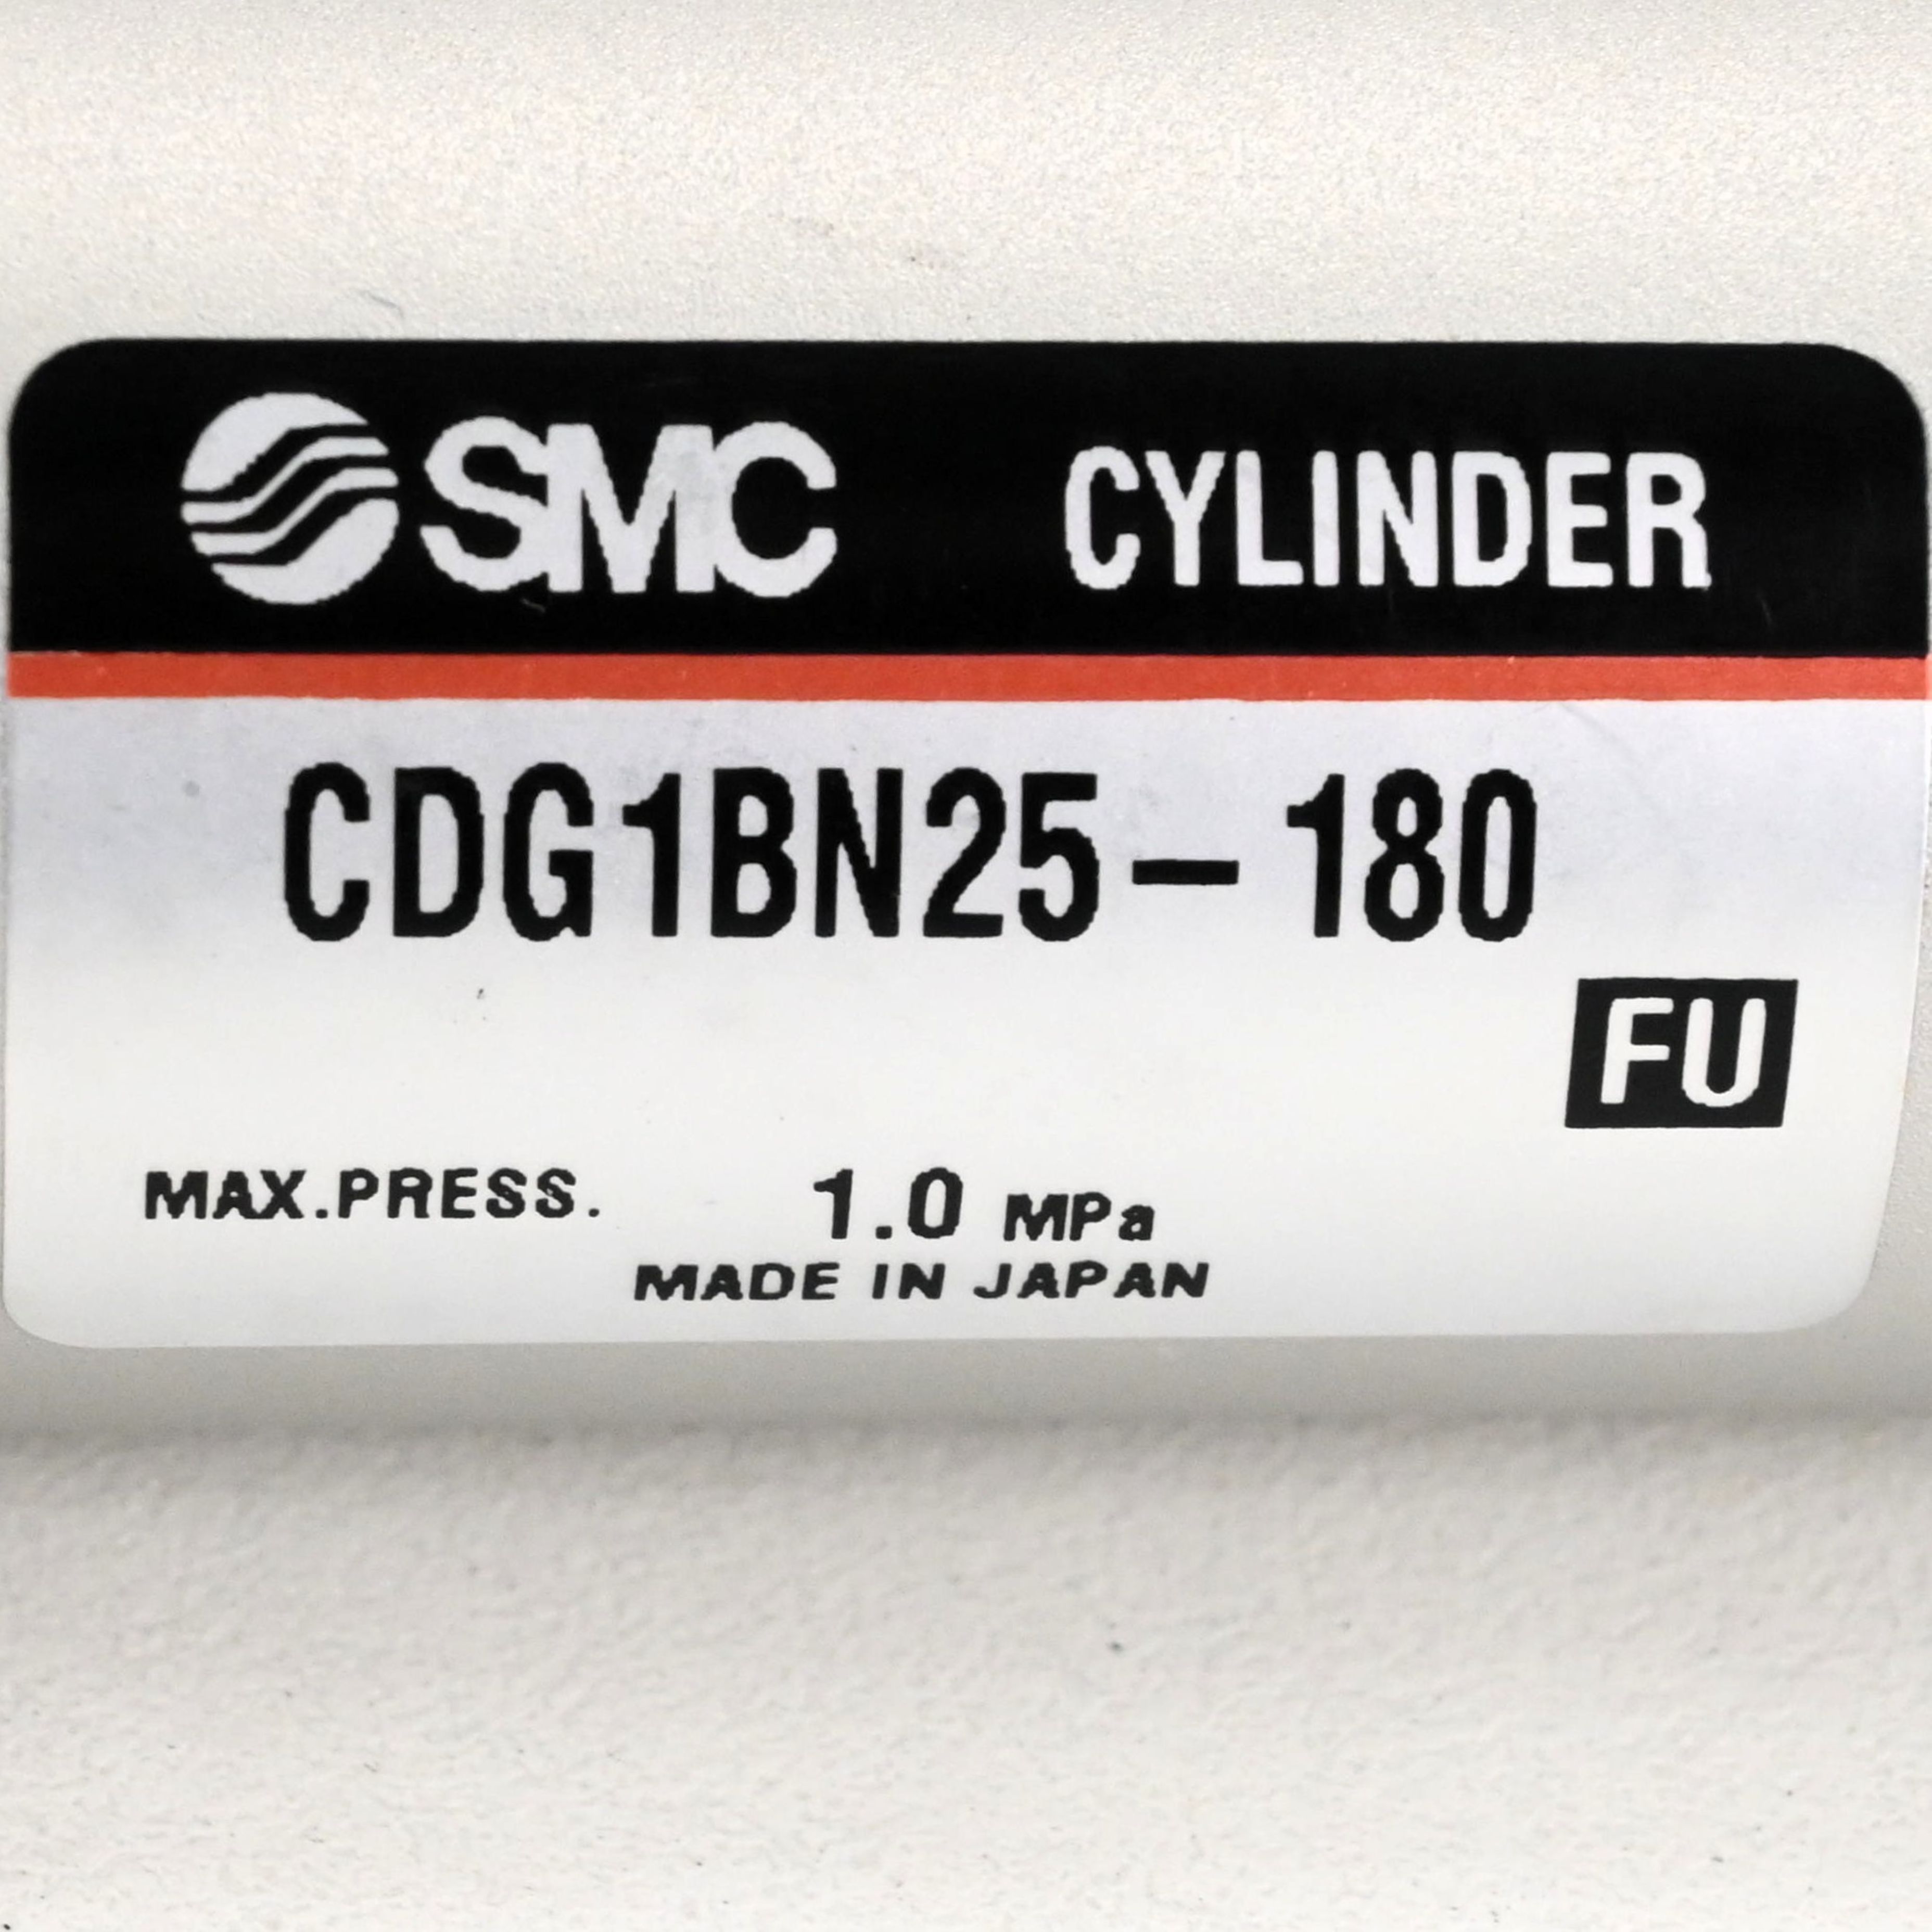 SMC CYLINDER
CDG1BN25-180
FU
MAX.PRESS. 1.0 MPa
MADE IN JAPAN